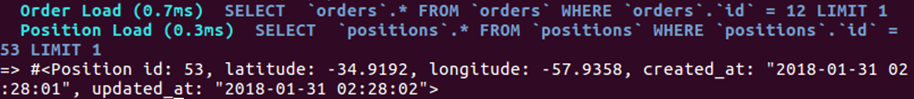 Order Load (0.7ms)  SELECT  `orders`.* FROM `orders` WHERE `orders`.`id` = 12 LIMIT 1
Position Load (0.3ms)  SELECT  `positions`.* FROM `positions` WHERE `positions`.`id` =
53 LIMIT 1
=> #<Position id: 53, latitude: -34.9192, longitude: -57.9358, created_at: "2018-01-31 02
:28:01", updated_at: "2018-01-31 02:28:02">